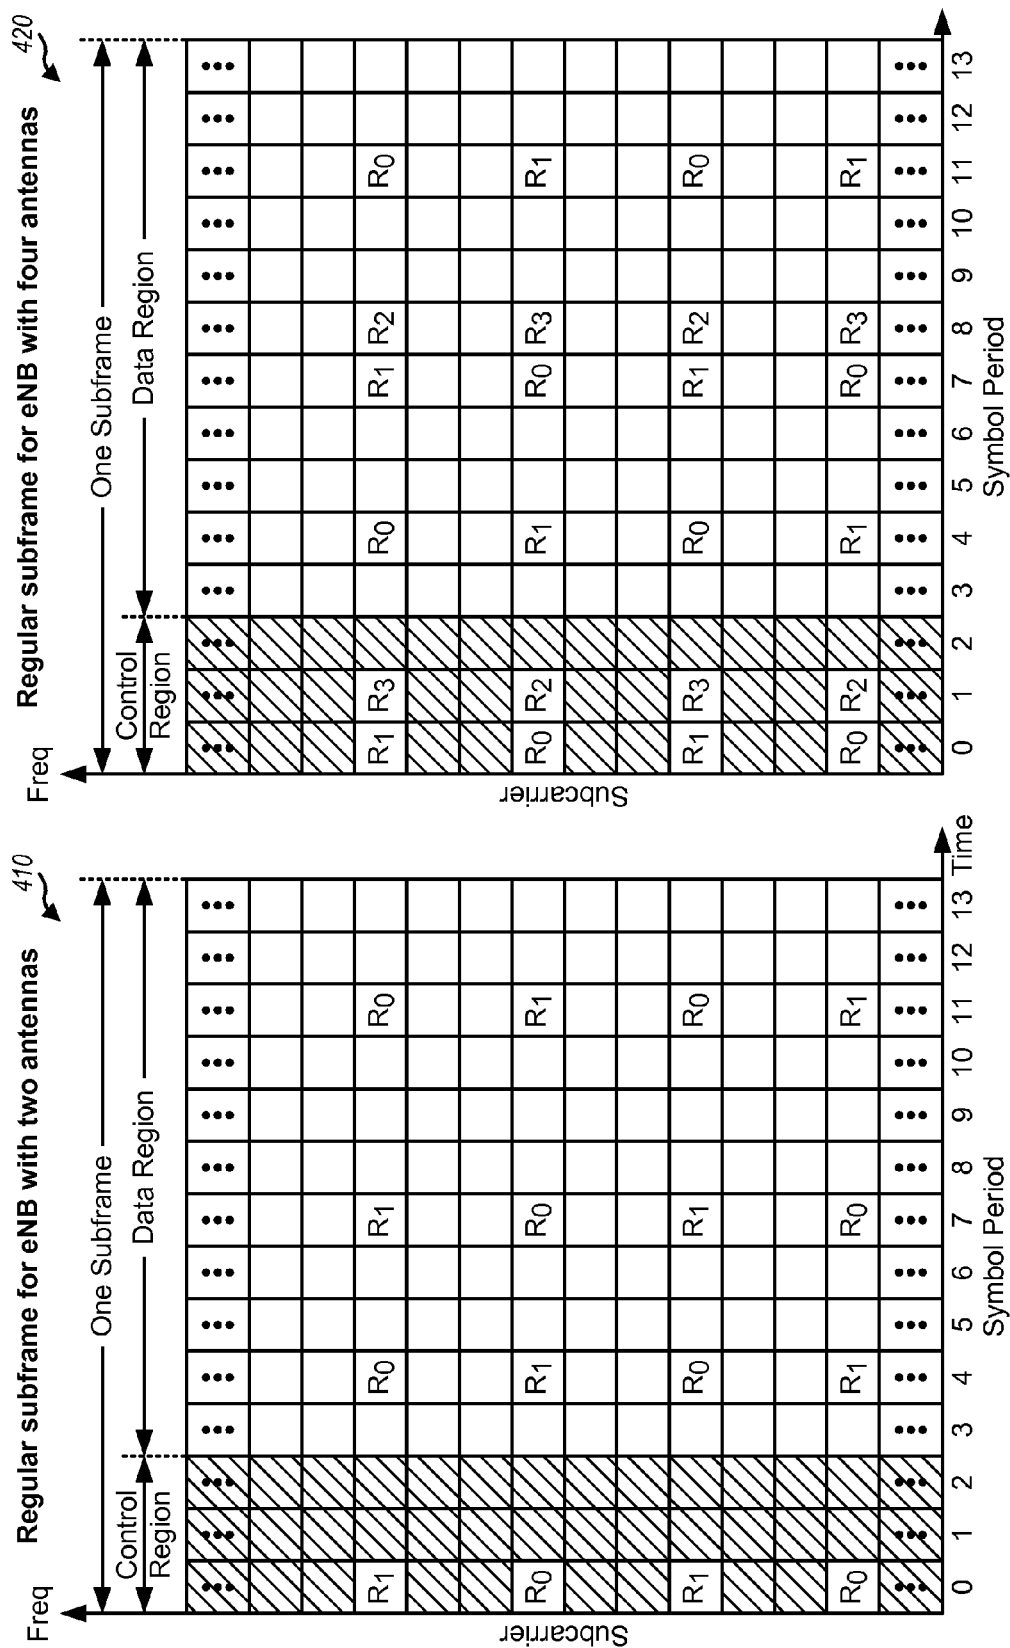 Regular subframe for eNB with two antennas
410
Freq
One Subframe
Control Region
Data Region
••• ••• ••• ••• ••• ••• ••• ••• ••• ••• ••• ••• ••• •••
R1 R0 R1 R0
R0 R1 R0 R1
R1 R0 R1 R0
R0 R1 R0 R1
Subcarrier
••• ••• ••• ••• ••• ••• ••• ••• ••• ••• ••• ••• ••• •••
0 1 2 3 4 5 6 7 8 9 10 11 12 13
Time
Symbol Period
Regular subframe for eNB with four antennas
420
Freq
One Subframe
Control Region
Data Region
••• ••• ••• ••• ••• ••• ••• ••• ••• ••• ••• ••• ••• •••
R1 R3 R0 R1 R2 R0
R0 R2 R1 R0 R3 R1
R1 R3 R0 R1 R2 R0
R0 R2 R1 R0 R3 R1
Subcarrier
••• ••• ••• ••• ••• ••• ••• ••• ••• ••• ••• ••• ••• •••
0 1 2 3 4 5 6 7 8 9 10 11 12 13
Symbol Period